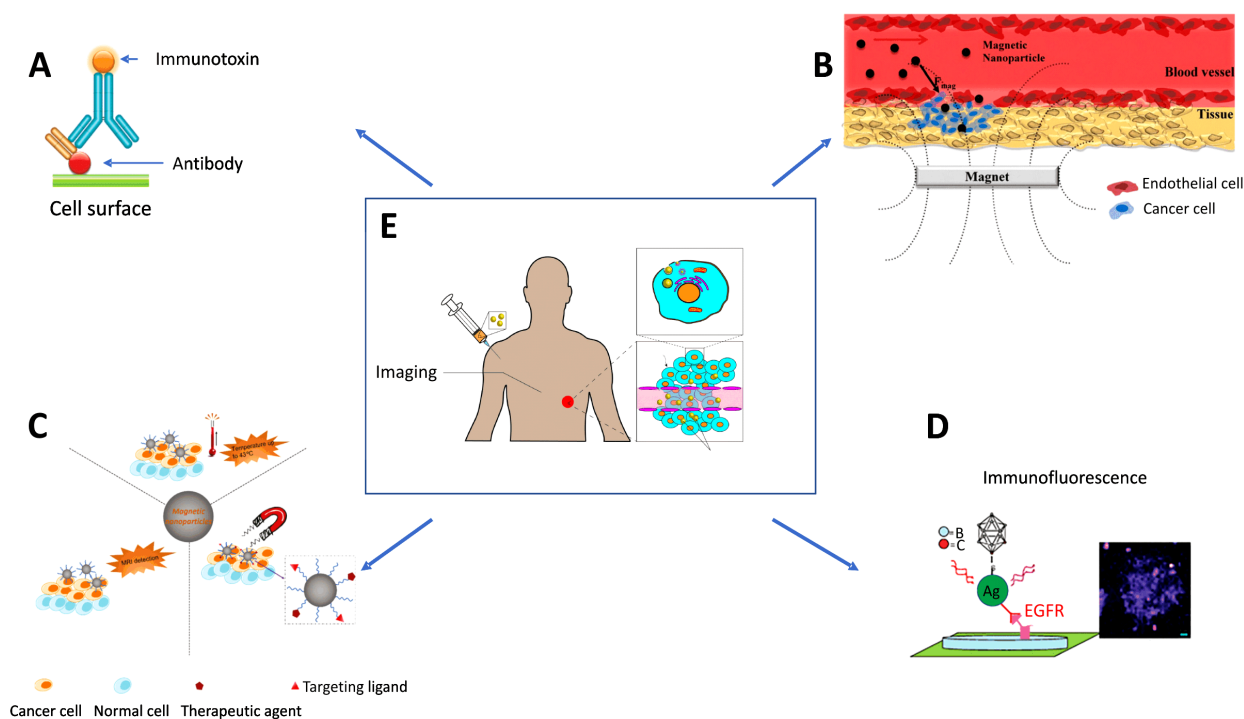 A
Immunotoxin
Antibody
Cell surface
B
Magnetic
Nanoparticle
Blood vessel
Fmag
Tissue
Magnet
Endothelial cell
Cancer cell
E
Imaging
C
Temperature up
to 43°C
Magnetic
nanoparticle
MRI detection
Cancer cell
Normal cell
Therapeutic agent
Targeting ligand
D
Immunofluorescence
=B
=C
Ag
EGFR